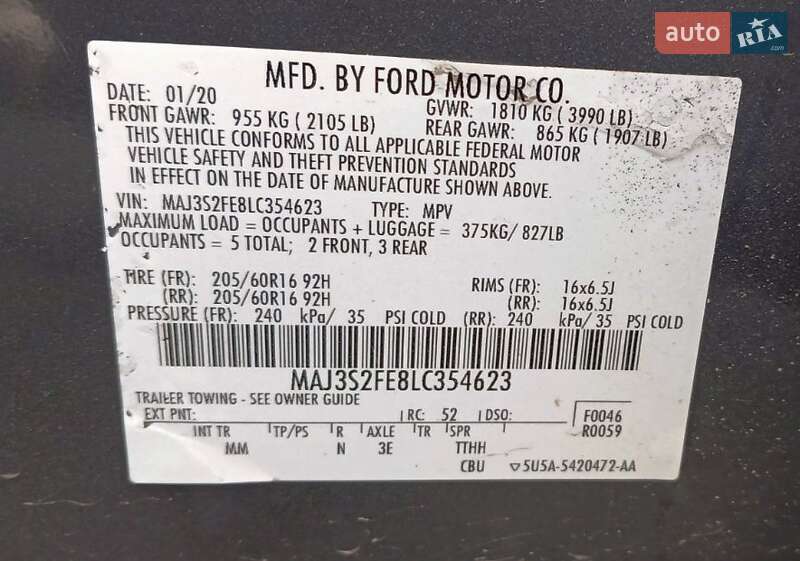 auto RIA
.com
MFD. BY FORD MOTOR CO.
DATE: 01/20 GVWR: 1810 KG ( 3990 LB)
FRONT GAWR: 955 KG ( 2105 LB) REAR GAWR: 865 KG ( 1907 LB)
THIS VEHICLE CONFORMS TO ALL APPLICABLE FEDERAL MOTOR
VEHICLE SAFETY AND THEFT PREVENTION STANDARDS
IN EFFECT ON THE DATE OF MANUFACTURE SHOWN ABOVE.
VIN: MAJ3S2FE8LC354623 TYPE: MPV
MAXIMUM LOAD = OCCUPANTS + LUGGAGE = 375KG/ 827LB
OCCUPANTS = 5 TOTAL; 2 FRONT, 3 REAR
TIRE (FR): 205/60R16 92H RIMS (FR): 16x6.5J
(RR): 205/60R16 92H (RR): 16x6.5J
PRESSURE (FR): 240 kPa/ 35 PSI COLD (RR): 240 kPa/ 35 PSI COLD
MAJ3S2FE8LC354623
TRAILER TOWING - SEE OWNER GUIDE
EXT PNT: RC: 52 DSO: F0046
INT TR TP/PS R AXLE TR SPR R0059
MM N 3E TTHH
CBU ▽5U5A-5420472-AA